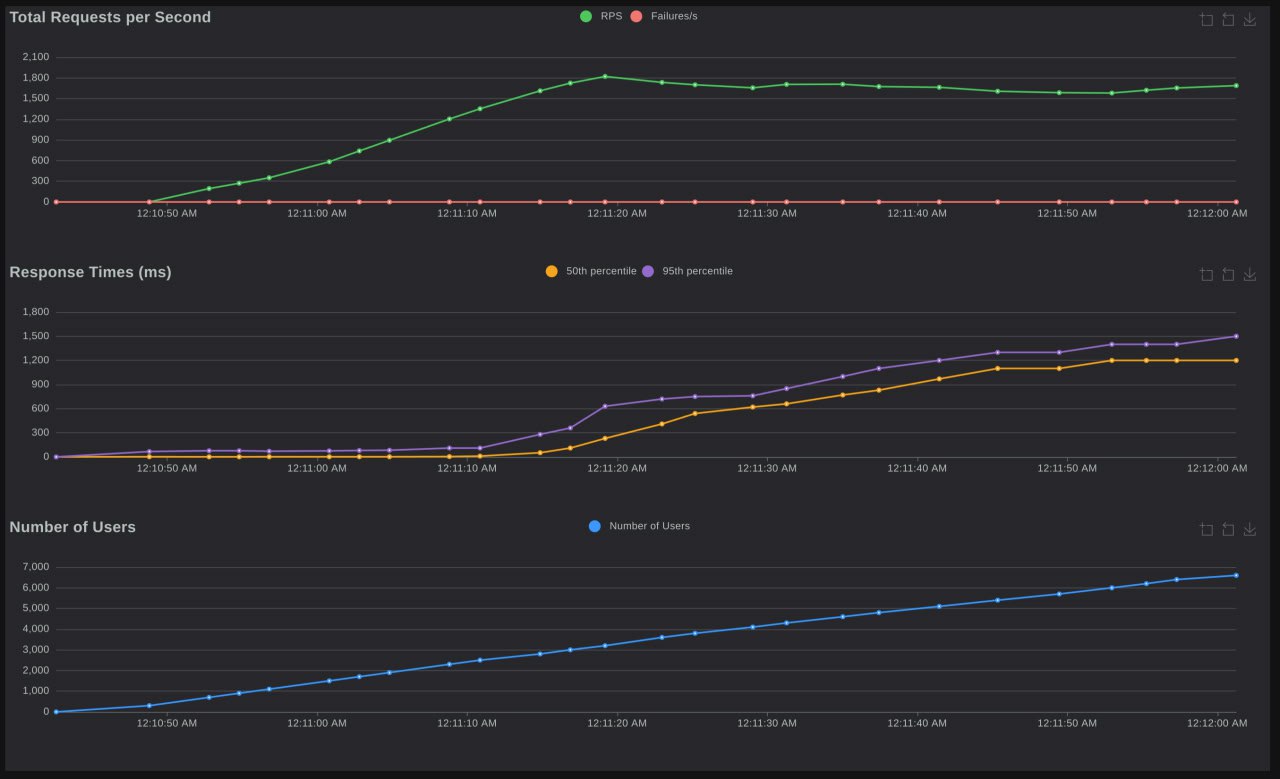 Total Requests per Second
RPS Failures/s
2,100
1,800
1,500
1,200
900
600
300
0
12:10:50 AM 12:11:00 AM 12:11:10 AM 12:11:20 AM 12:11:30 AM 12:11:40 AM 12:11:50 AM 12:12:00 AM
Response Times (ms)
50th percentile 95th percentile
1,800
1,500
1,200
900
600
300
0
12:10:50 AM 12:11:00 AM 12:11:10 AM 12:11:20 AM 12:11:30 AM 12:11:40 AM 12:11:50 AM 12:12:00 AM
Number of Users
Number of Users
7,000
6,000
5,000
4,000
3,000
2,000
1,000
0
12:10:50 AM 12:11:00 AM 12:11:10 AM 12:11:20 AM 12:11:30 AM 12:11:40 AM 12:11:50 AM 12:12:00 AM